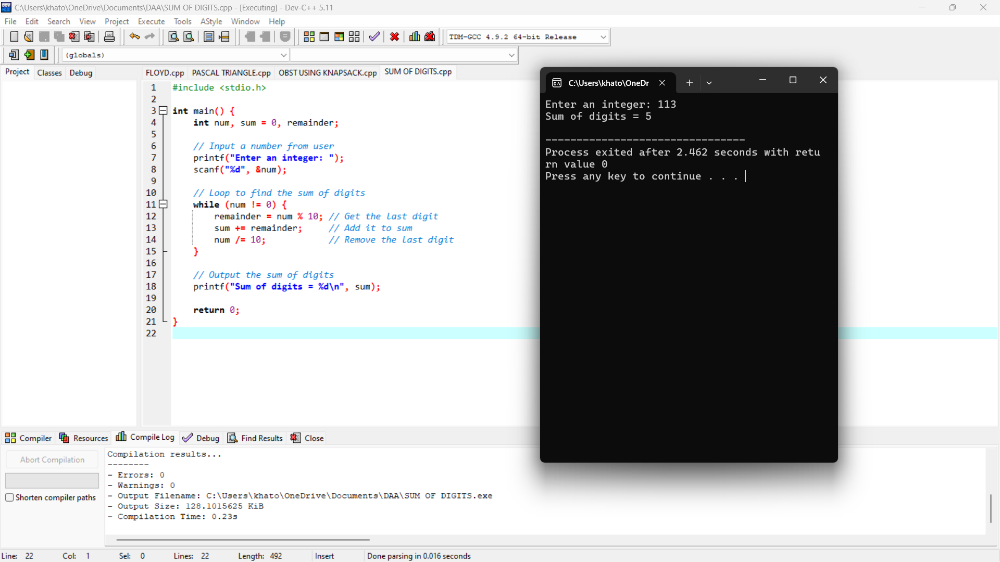 C:\Users\khato\OneDrive\Documents\DAA\SUM OF DIGITS.cpp - [Executing] - Dev-C++ 5.11
File Edit Search View Project Execute Tools AStyle Window Help
TDM-GCC 4.9.2 64-bit Release
(globals)
Project Classes Debug
FLOYD.cpp PASCAL TRIANGLE.cpp OBST USING KNAPSACK.cpp SUM OF DIGITS.cpp
1 #include <stdio.h>
2
3 int main() {
4 int num, sum = 0, remainder;
5
6 // Input a number from user
7 printf("Enter an integer: ");
8 scanf("%d", &num);
9
10 // Loop to find the sum of digits
11 while (num != 0) {
12 remainder = num % 10; // Get the last digit
13 sum += remainder; // Add it to sum
14 num /= 10; // Remove the last digit
15 }
16
17 // Output the sum of digits
18 printf("Sum of digits = %d\n", sum);
19
20 return 0;
21 }
22
C:\Users\khato\OneDr
Enter an integer: 113
Sum of digits = 5
--------------------------------
Process exited after 2.462 seconds with retu
rn value 0
Press any key to continue . . .
Compiler Resources Compile Log Debug Find Results Close
Abort Compilation
Shorten compiler paths
Compilation results...
--------
- Errors: 0
- Warnings: 0
- Output Filename: C:\Users\khato\OneDrive\Documents\DAA\SUM OF DIGITS.exe
- Output Size: 128.1015625 KiB
- Compilation Time: 0.23s
Line: 22 Col: 1 Sel: 0 Lines: 22 Length: 492 Insert Done parsing in 0.016 seconds